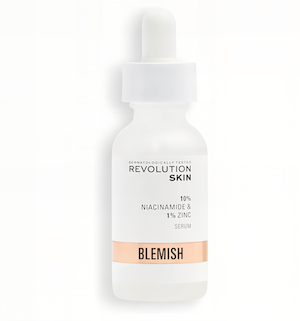 DERMATOLOGICALLY TESTED
REVOLUTION
SKIN
10%
NIACINAMIDE &
1% ZINC
SERUM
BLEMISH